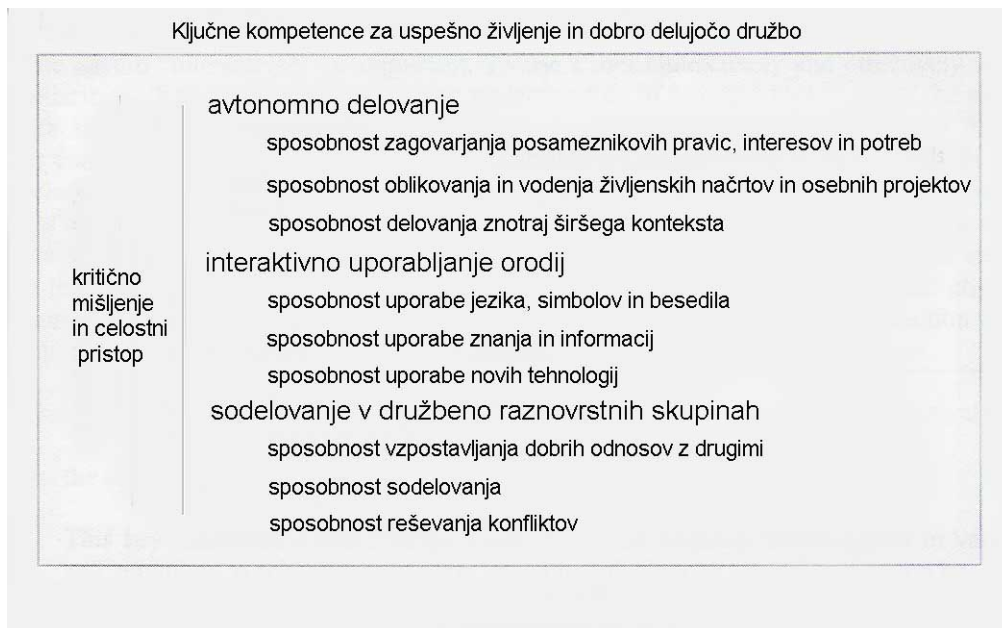 Ključne kompetence za uspešno življenje in dobro delujočo družbo
avtonomno delovanje
sposobnost zagovarjanja posameznikovih pravic, interesov in potreb
sposobnost oblikovanja in vodenja življenskih načrtov in osebnih projektov
sposobnost delovanja znotraj širšega konteksta
interaktivno uporabljanje orodij
kritično
mišljenje
in celostni
pristop
sposobnost uporabe jezika, simbolov in besedila
sposobnost uporabe znanja in informacij
sposobnost uporabe novih tehnologij
sodelovanje v družbeno raznovrstnih skupinah
sposobnost vzpostavljanja dobrih odnosov z drugimi
sposobnost sodelovanja
sposobnost reševanja konfliktov